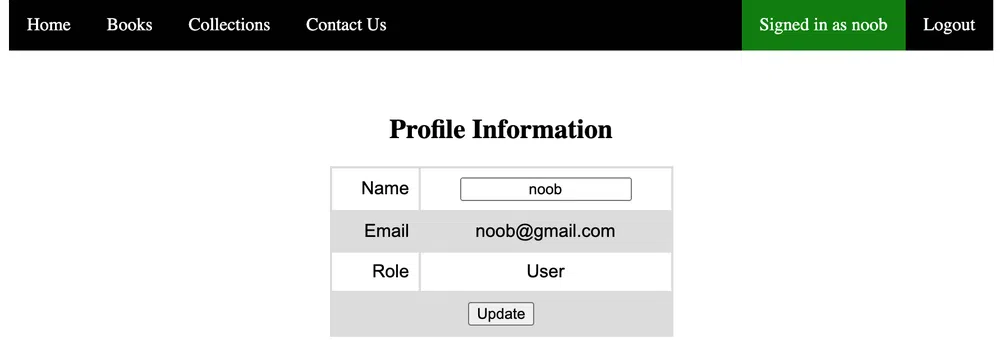 Home Books Collections Contact Us Signed in as noob Logout
Profile Information
Name noob
Email noob@gmail.com
Role User
Update